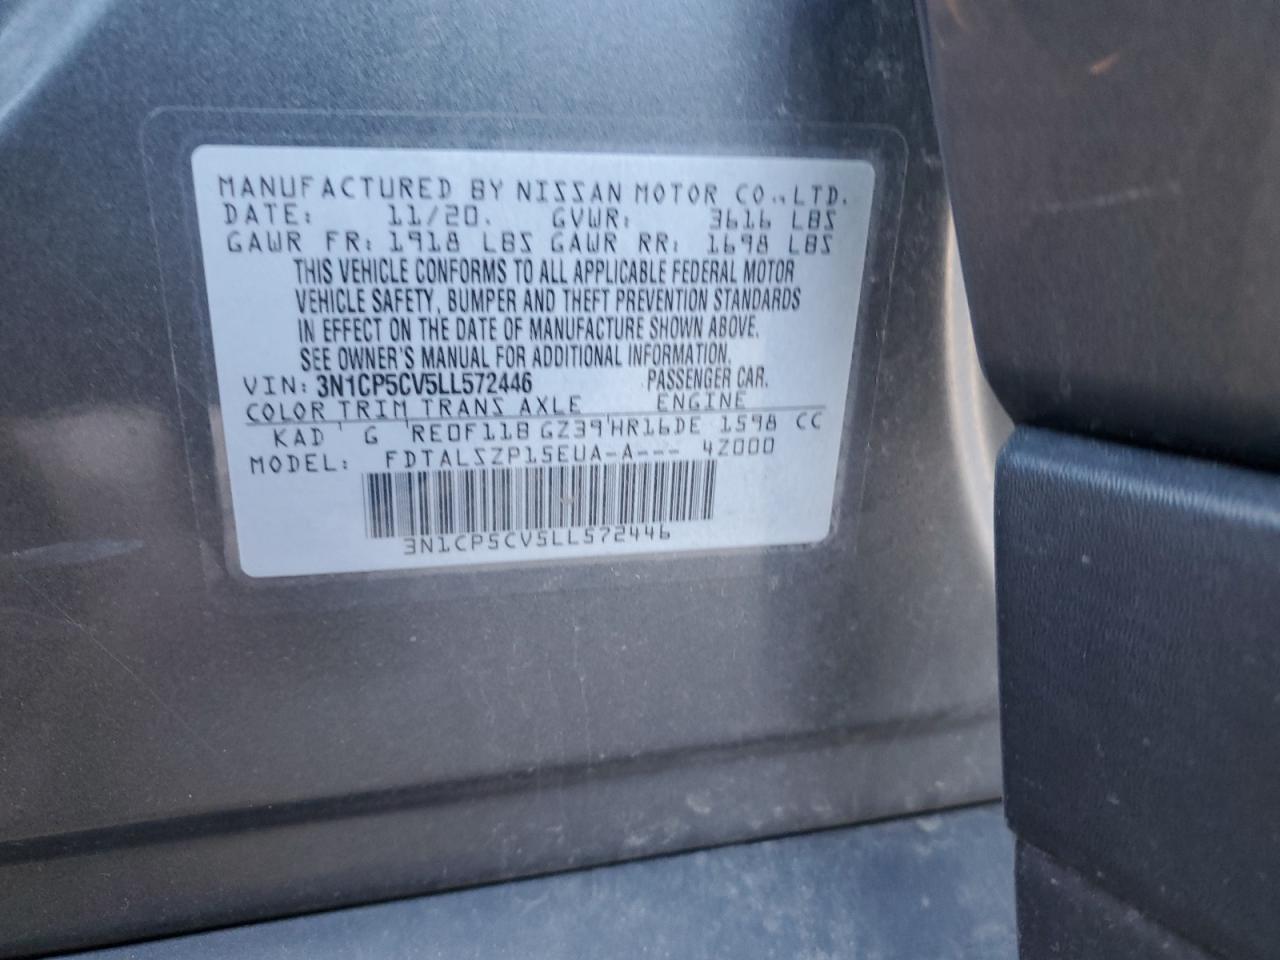 MANUFACTURED BY NISSAN MOTOR CO., LTD.
DATE: 11/20. GVWR: 3616 LBS
GAWR FR: 1918 LBS GAWR RR: 1698 LBS
THIS VEHICLE CONFORMS TO ALL APPLICABLE FEDERAL MOTOR
VEHICLE SAFETY, BUMPER AND THEFT PREVENTION STANDARDS
IN EFFECT ON THE DATE OF MANUFACTURE SHOWN ABOVE.
SEE OWNER'S MANUAL FOR ADDITIONAL INFORMATION.
VIN: 3N1CP5CV5LL572446 PASSENGER CAR.
COLOR TRIM TRANS AXLE ENGINE
KAD G RE0F11B GZ39 HR16DE 1598 CC
MODEL: FDTALSZP15EUA-A--- 4Z000
3N1CP5CV5LL572446